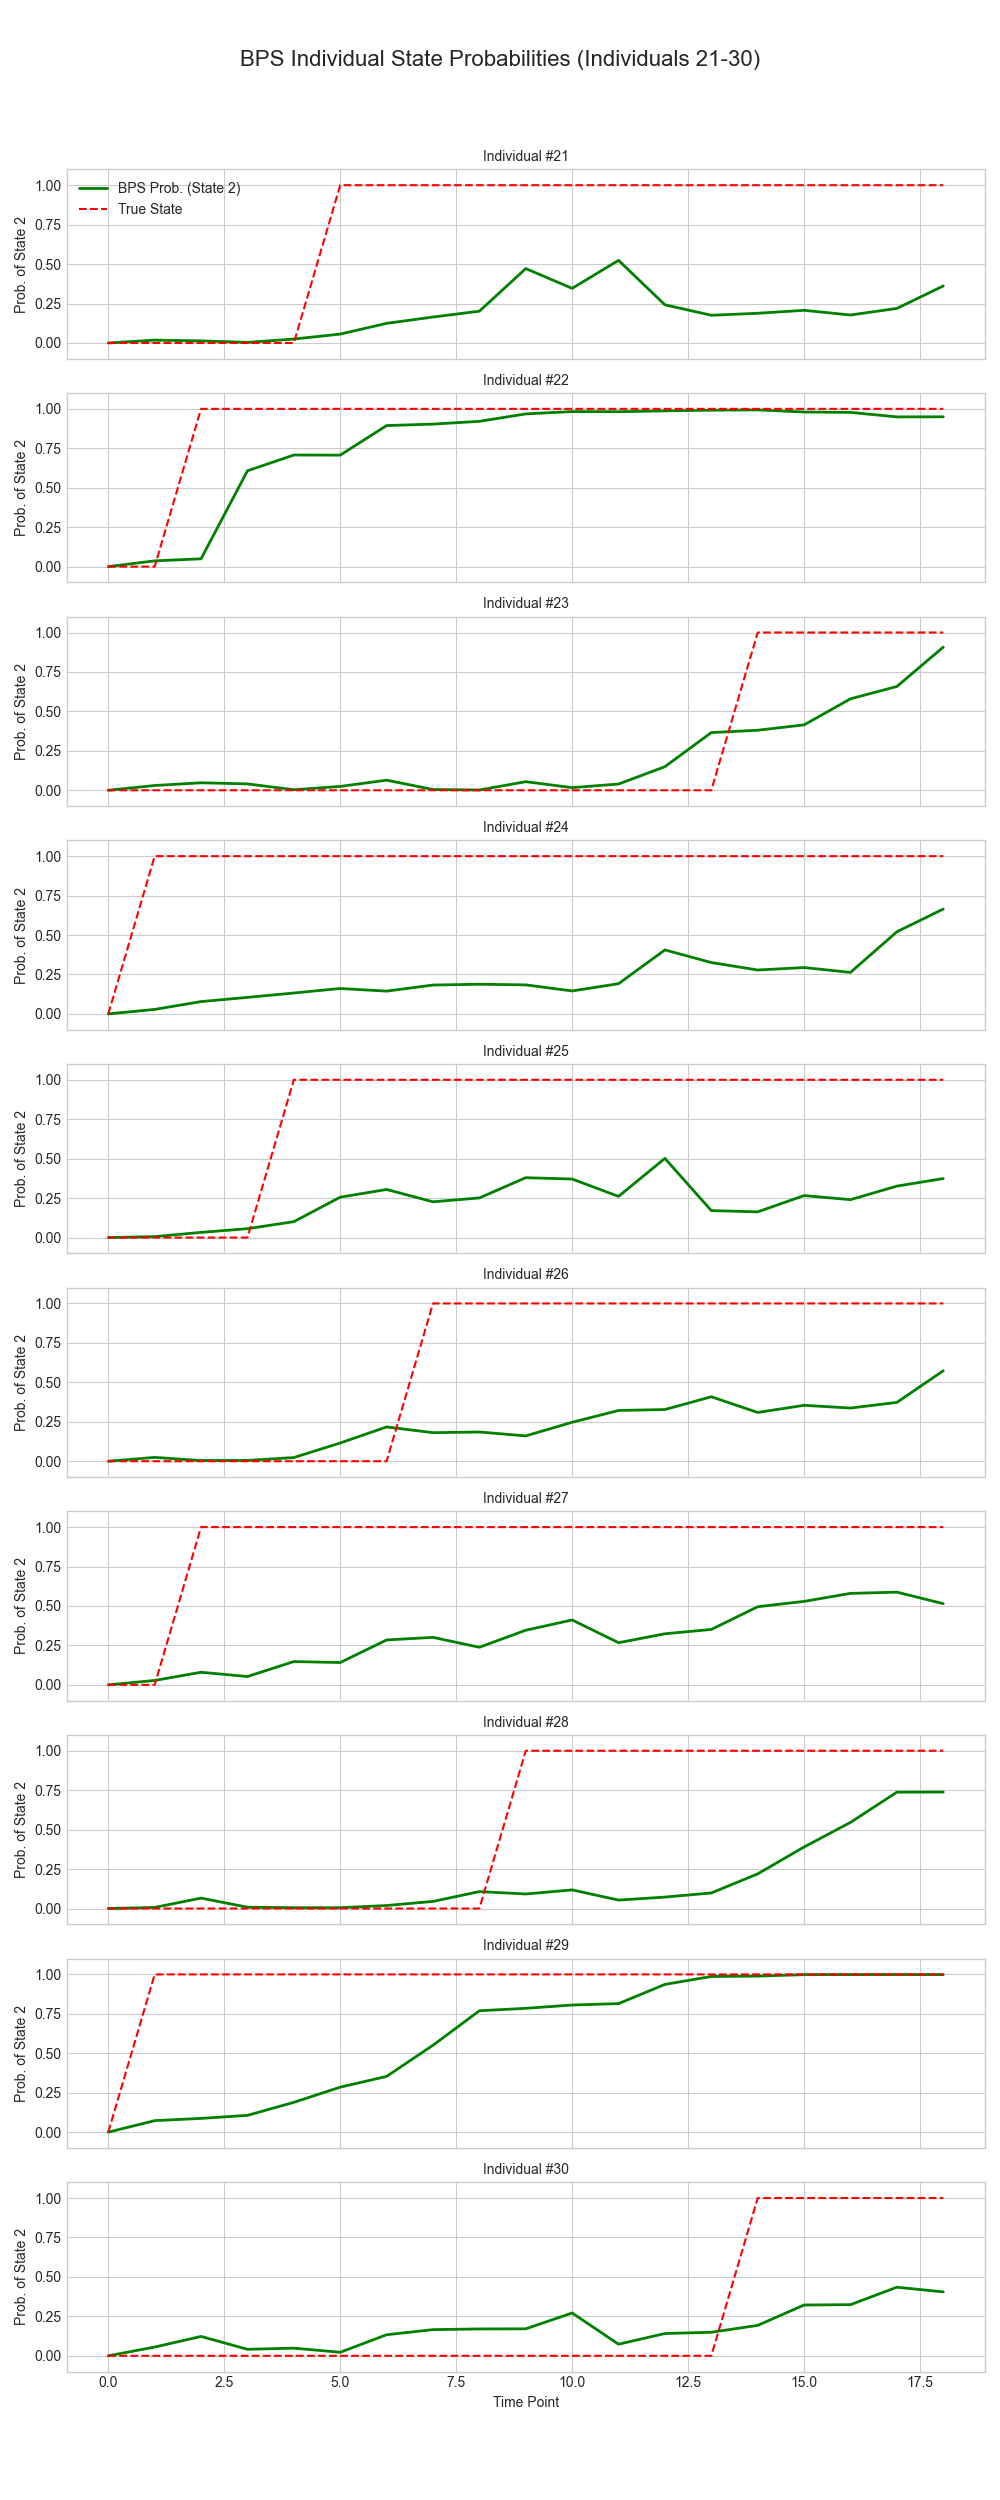 BPS Individual State Probabilities (Individuals 21-30)
Individual #21
BPS Prob. (State 2)
True State
Prob. of State 2
1.00
0.75
0.50
0.25
0.00
Individual #22
Prob. of State 2
1.00
0.75
0.50
0.25
0.00
Individual #23
Prob. of State 2
1.00
0.75
0.50
0.25
0.00
Individual #24
Prob. of State 2
1.00
0.75
0.50
0.25
0.00
Individual #25
Prob. of State 2
1.00
0.75
0.50
0.25
0.00
Individual #26
Prob. of State 2
1.00
0.75
0.50
0.25
0.00
Individual #27
Prob. of State 2
1.00
0.75
0.50
0.25
0.00
Individual #28
Prob. of State 2
1.00
0.75
0.50
0.25
0.00
Individual #29
Prob. of State 2
1.00
0.75
0.50
0.25
0.00
Individual #30
Prob. of State 2
1.00
0.75
0.50
0.25
0.00
0.0 2.5 5.0 7.5 10.0 12.5 15.0 17.5
Time Point